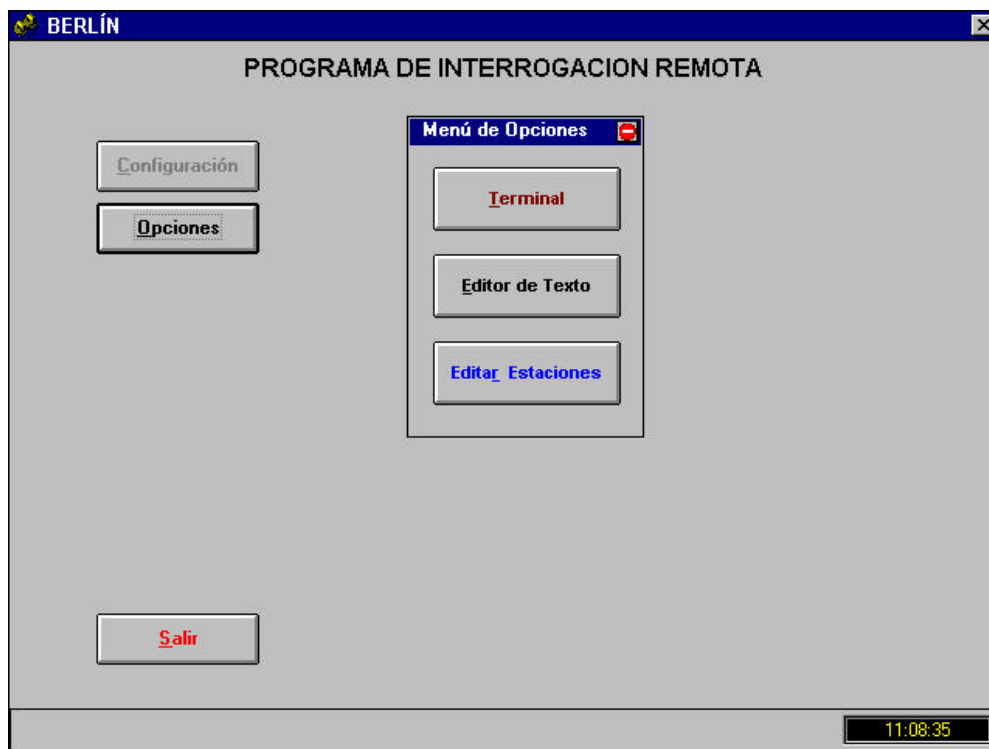 BERLÍN
PROGRAMA DE INTERROGACION REMOTA
Configuración
Opciones
Menú de Opciones
Terminal
Editor de Texto
Editar Estaciones
Salir
11:08:35